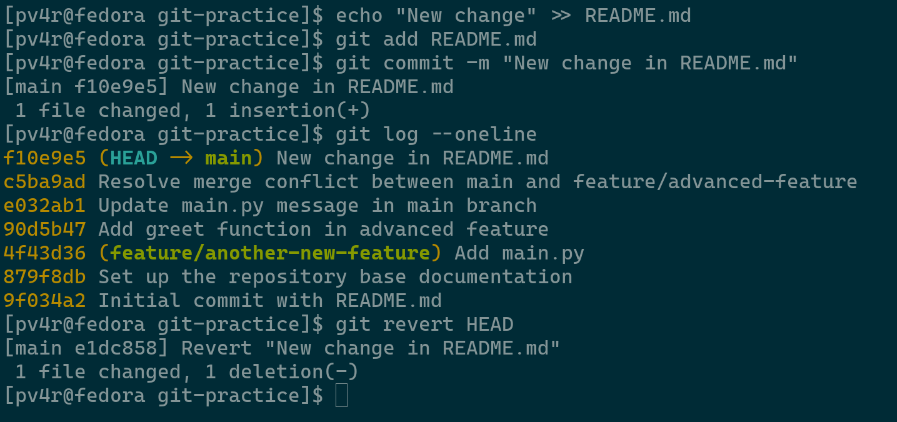 [pv4r@fedora git-practice]$ echo "New change" >> README.md
[pv4r@fedora git-practice]$ git add README.md
[pv4r@fedora git-practice]$ git commit -m "New change in README.md"
[main f10e9e5] New change in README.md
 1 file changed, 1 insertion(+)
[pv4r@fedora git-practice]$ git log --oneline
f10e9e5 (HEAD -> main) New change in README.md
c5ba9ad Resolve merge conflict between main and feature/advanced-feature
e032ab1 Update main.py message in main branch
90d5b47 Add greet function in advanced feature
4f43d36 (feature/another-new-feature) Add main.py
879f8db Set up the repository base documentation
9f034a2 Initial commit with README.md
[pv4r@fedora git-practice]$ git revert HEAD
[main e1dc858] Revert "New change in README.md"
 1 file changed, 1 deletion(-)
[pv4r@fedora git-practice]$